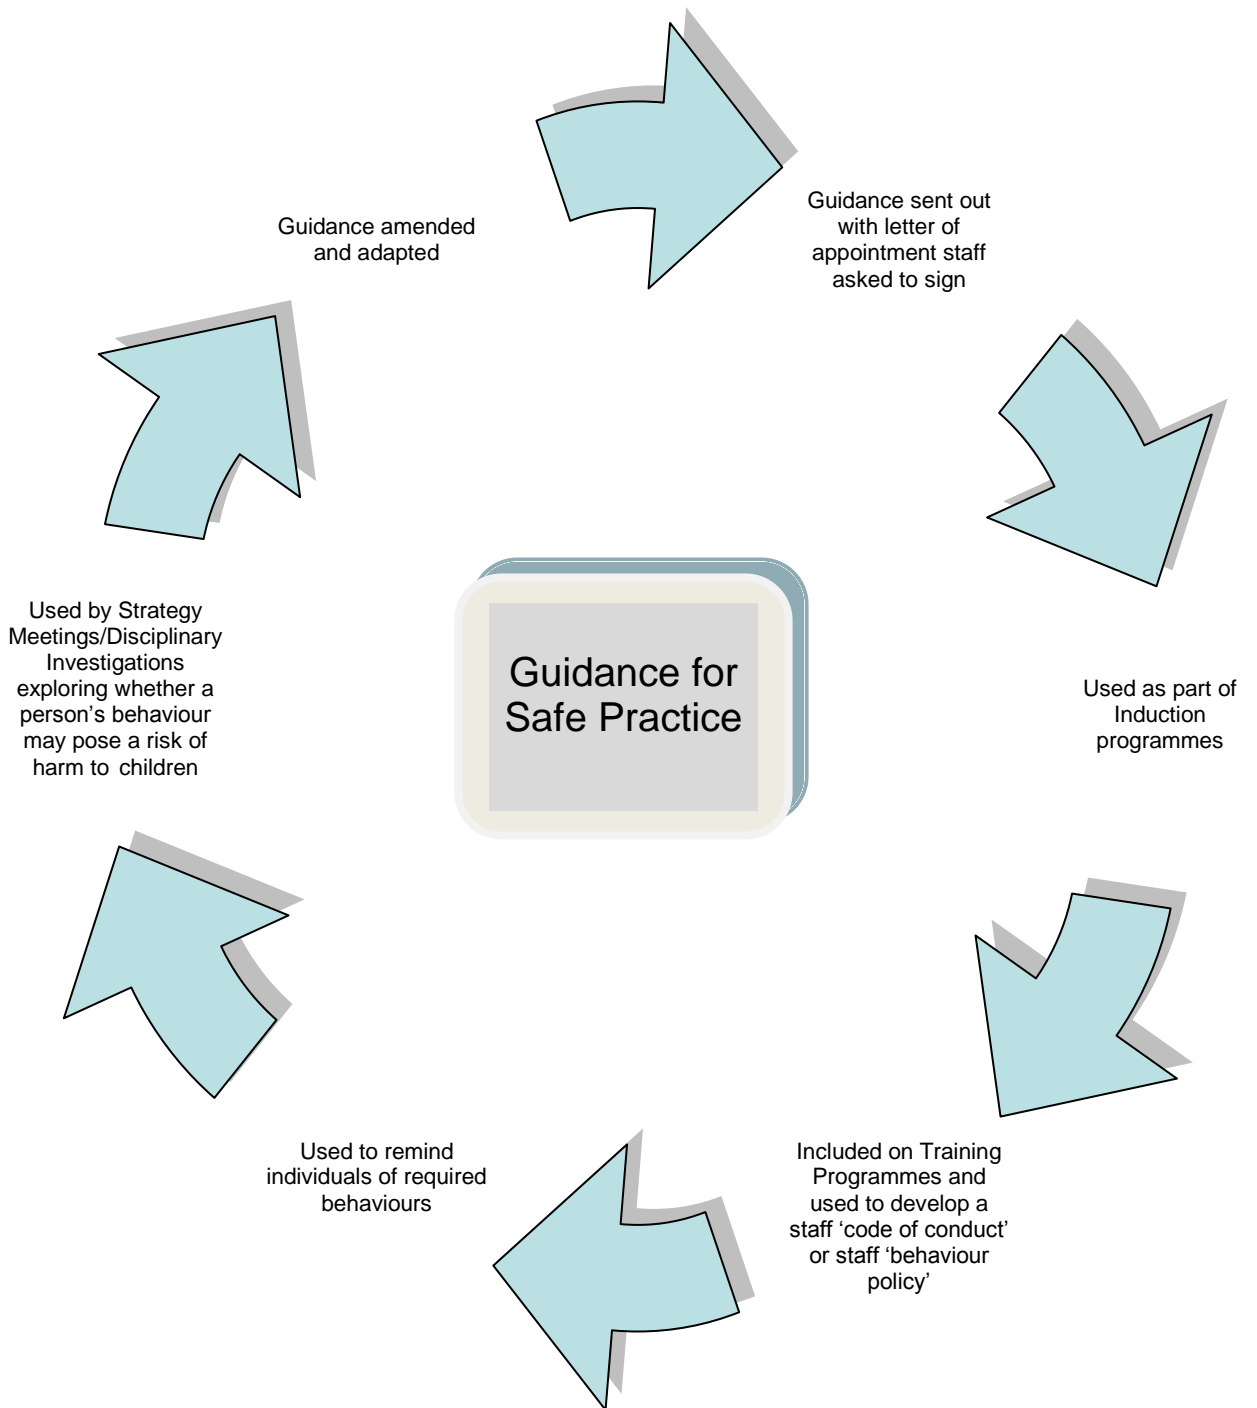 Guidance amended
and adapted
Guidance sent out
with letter of
appointment staff
asked to sign
Used as part of
Induction
programmes
Included on Training
Programmes and
used to develop a
staff ‘code of conduct’
or staff ‘behaviour
policy’
Used to remind
individuals of required
behaviours
Used by Strategy
Meetings/Disciplinary
Investigations
exploring whether a
person’s behaviour
may pose a risk of
harm to children
Guidance for
Safe Practice